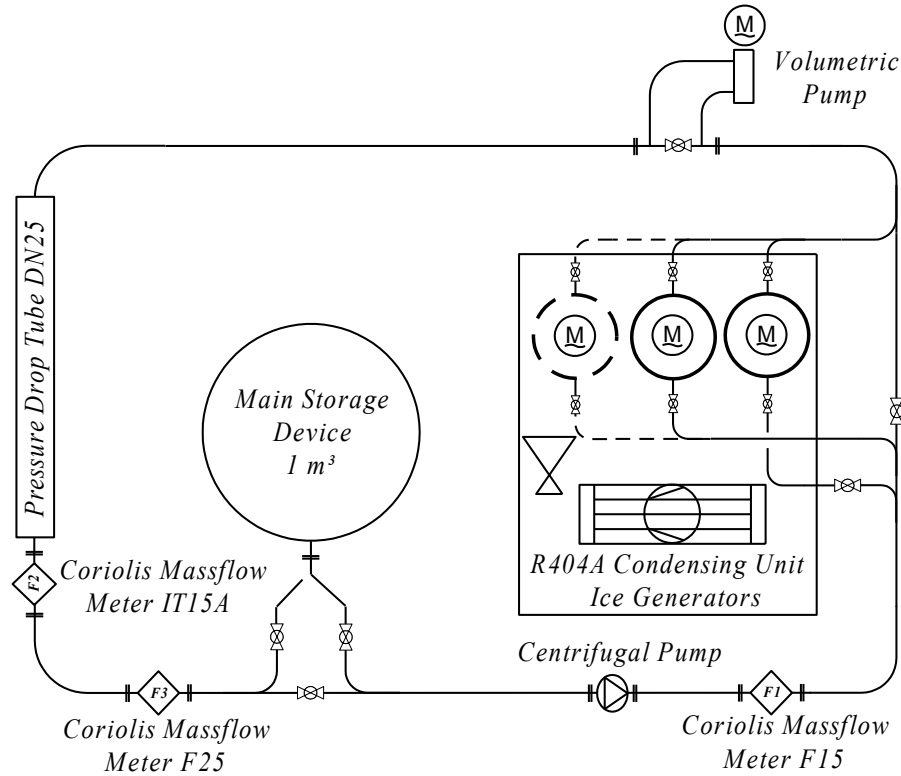 M
Volumetric
Pump
Pressure Drop Tube DN25
M
M
M
Main Storage
Device
1 m³
R404A Condensing Unit
Ice Generators
F2
Coriolis Massflow
Meter IT15A
Centrifugal Pump
F3
F1
Coriolis Massflow
Meter F25
Coriolis Massflow
Meter F15